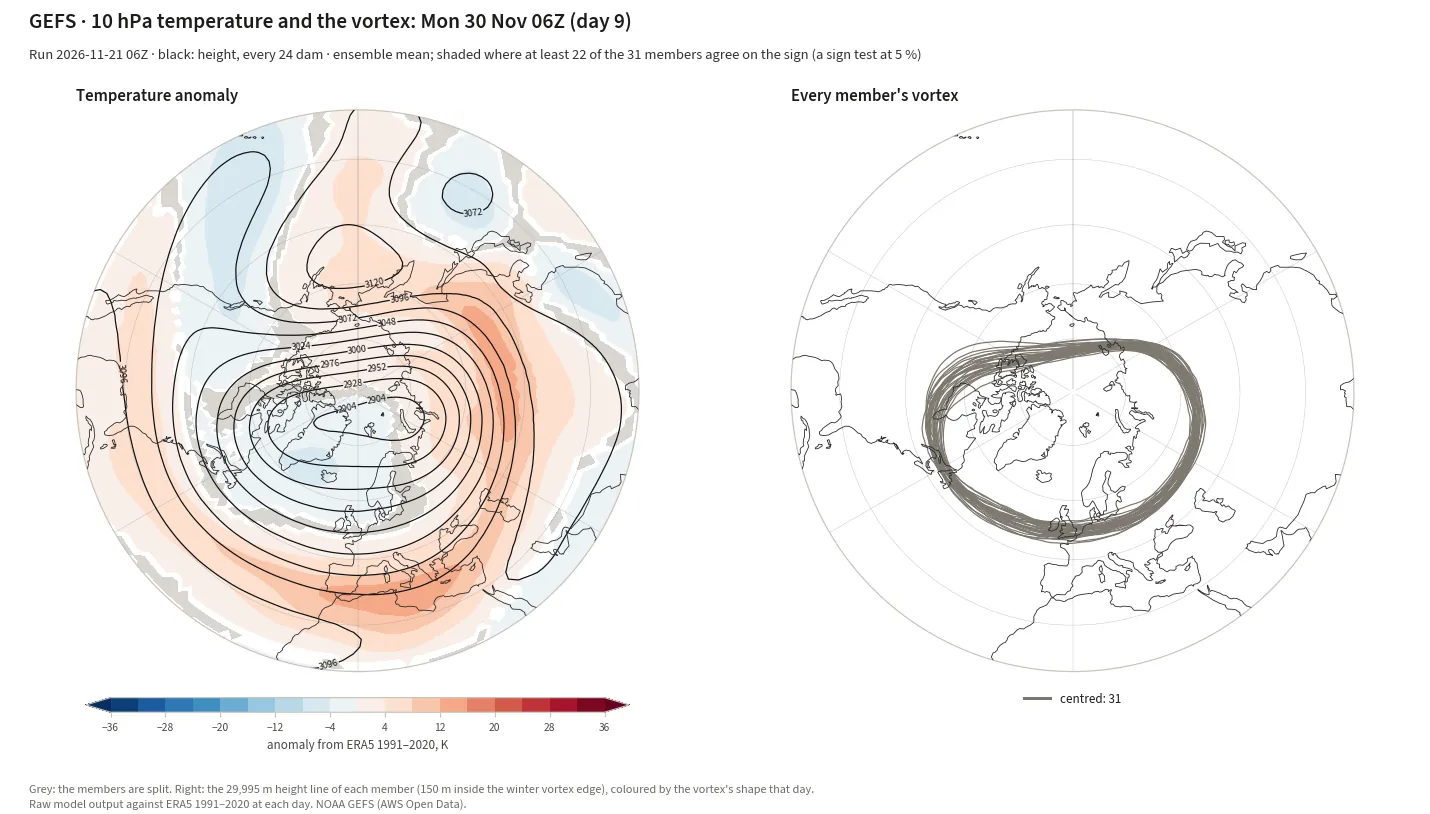 GEFS · 10 hPa temperature and the vortex: Mon 30 Nov 06Z (day 9)
Run 2026-11-21 06Z · black: height, every 24 dam · ensemble mean; shaded where at least 22 of the 31 members agree on the sign (a sign test at 5 %)
Temperature anomaly
Every member's vortex
3072
3120
3096
3072
3048
3024
3000
2976
2952
2928
2904
2904
3096
3096
centred: 31
−36 −28 −20 −12 −4 4 12 20 28 36
anomaly from ERA5 1991–2020, K
Grey: the members are split. Right: the 29,995 m height line of each member (150 m inside the winter vortex edge), coloured by the vortex's shape that day.
Raw model output against ERA5 1991–2020 at each day. NOAA GEFS (AWS Open Data).